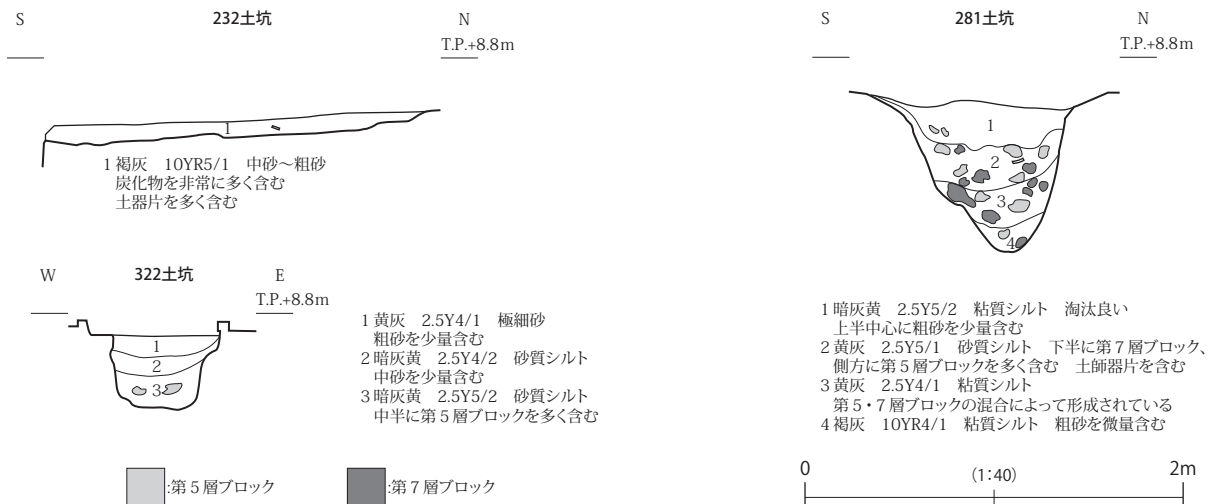 S 232土坑 N
T.P.+8.8m
1
1 褐灰 10YR5/1 中砂～粗砂
炭化物を非常に多く含む
土器片を多く含む
S 281土坑 N
T.P.+8.8m
1
2
3
4
W 322土坑 E
T.P.+8.8m
1
2
3
1 黄灰 2.5Y4/1 極細砂
粗砂を少量含む
2 暗灰黄 2.5Y4/2 砂質シルト
中砂を少量含む
3 暗灰黄 2.5Y5/2 砂質シルト
中半に第5層ブロックを多く含む
1 暗灰黄 2.5Y5/2 粘質シルト 淘汰良い
上半中心に粗砂を少量含む
2 黄灰 2.5Y5/1 砂質シルト 下半に第7層ブロック、
側方に第5層ブロックを多く含む 土師器片を含む
3 黄灰 2.5Y4/1 粘質シルト
第5・7層ブロックの混合によって形成されている
4 褐灰 10YR4/1 粘質シルト 粗砂を微量含む
:第5層ブロック :第7層ブロック
0 (1:40) 2m